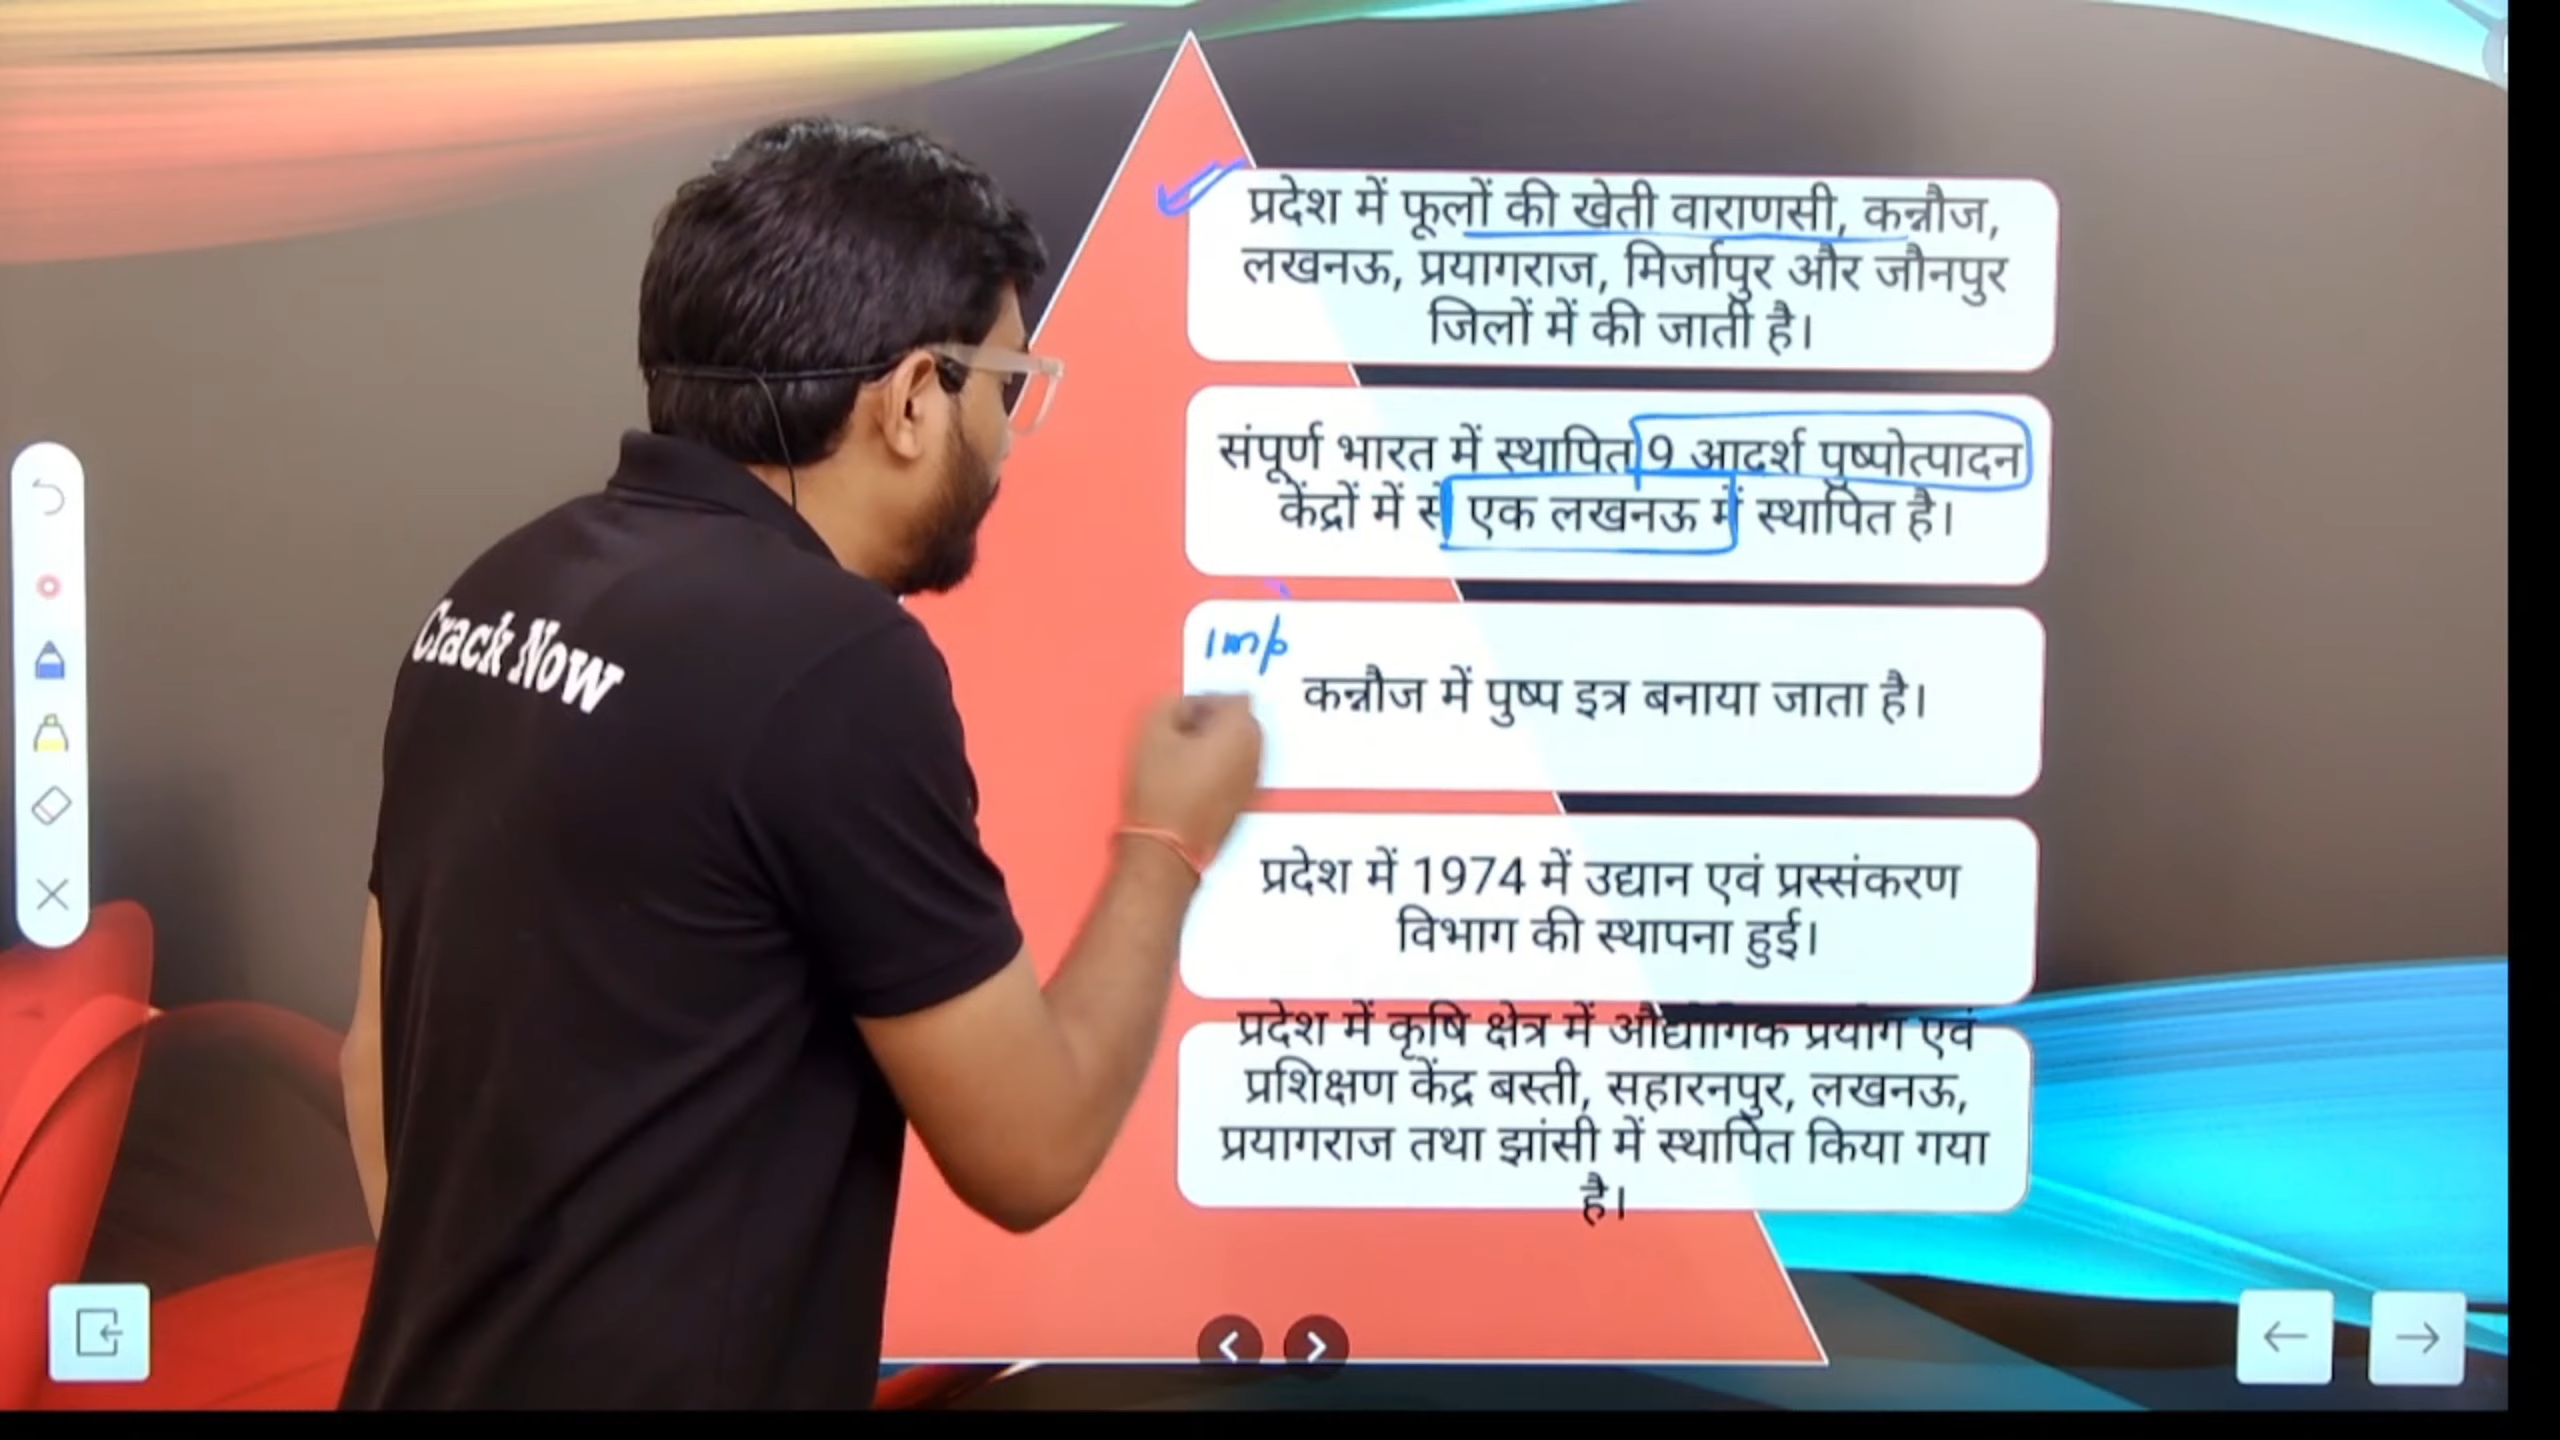 प्रदेश में फूलों की खेती वाराणसी, कन्नौज,
लखनऊ, प्रयागराज, मिर्जापुर और जौनपुर
जिलों में की जाती है।
संपूर्ण भारत में स्थापित 9 आदर्श पुष्पोत्पादन
केंद्रों में से एक लखनऊ में स्थापित है।
Imp
कन्नौज में पुष्प इत्र बनाया जाता है।
प्रदेश में 1974 में उद्यान एवं प्रस्संकरण
विभाग की स्थापना हुई।
प्रदेश में कृषि क्षेत्र में औद्योगिक प्रयोग एवं
प्रशिक्षण केंद्र बस्ती, सहारनपुर, लखनऊ,
प्रयागराज तथा झांसी में स्थापित किया गया
है।
Crack Now